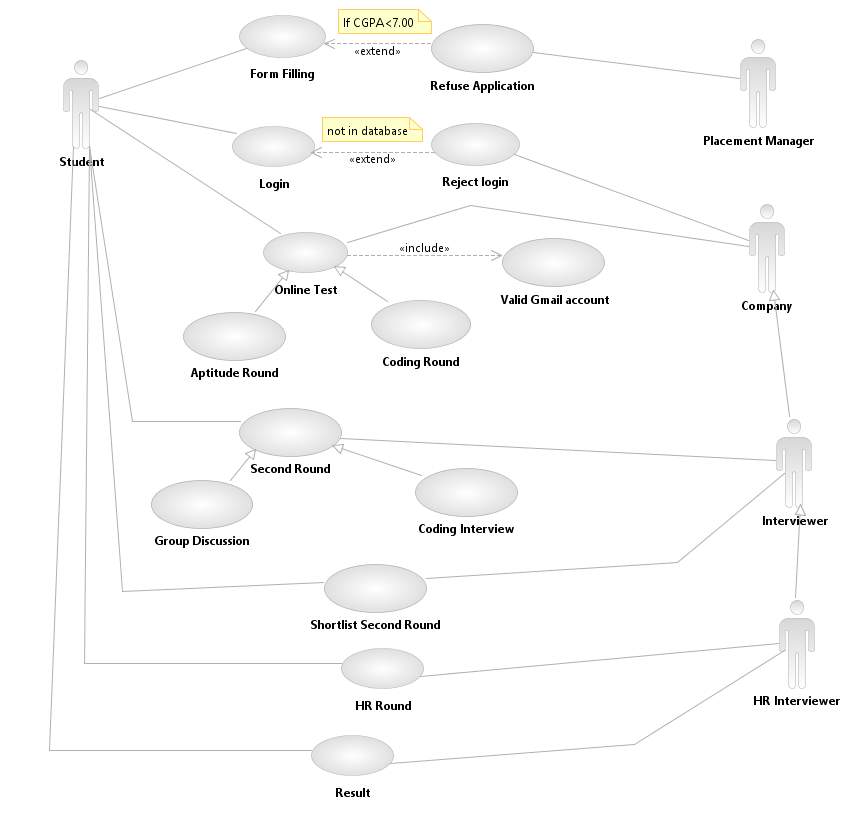 If CGPA<7.00
«extend»
Form Filling
Refuse Application
Placement Manager
not in database
«extend»
Student
Login
Reject login
«include»
Online Test
Valid Gmail account
Company
Aptitude Round
Coding Round
Second Round
Group Discussion
Coding Interview
Interviewer
Shortlist Second Round
HR Round
HR Interviewer
Result